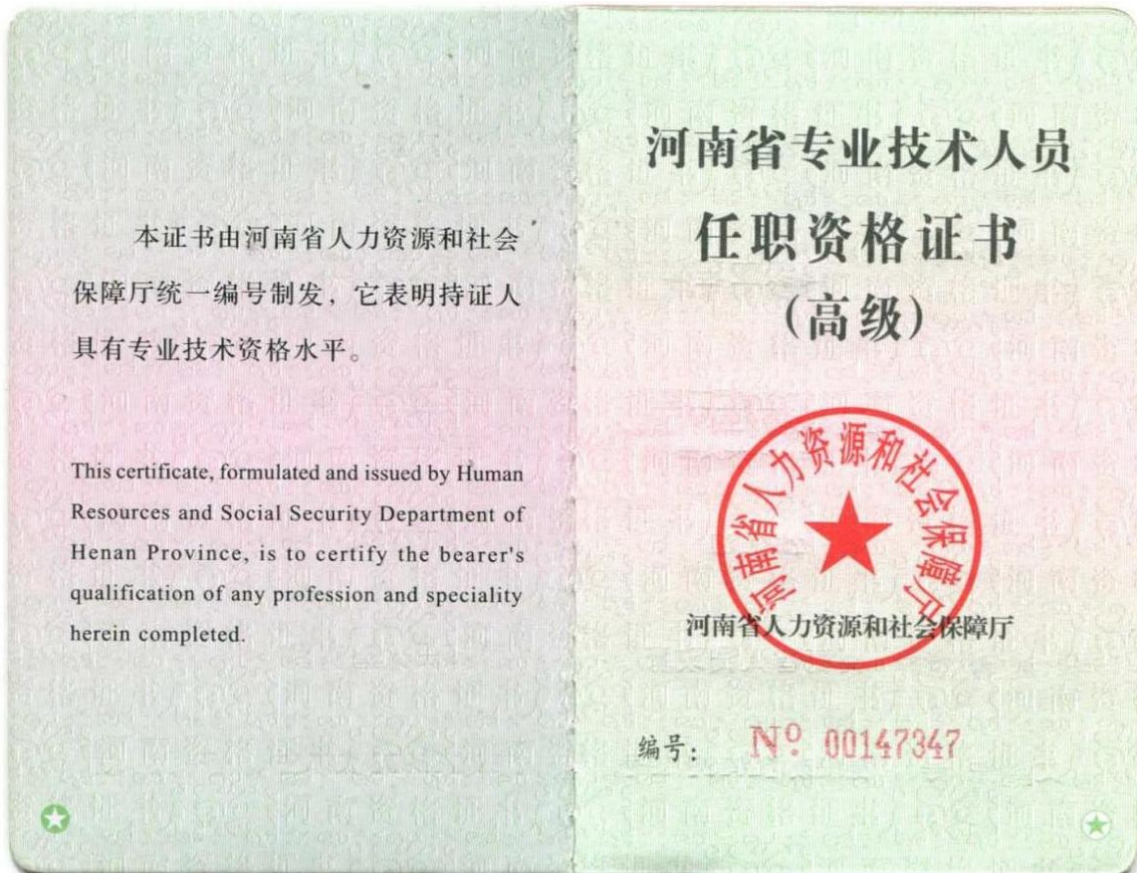 本证书由河南省人力资源和社会
保障厅统一编号制发，它表明持证人
具有专业技术资格水平。
This certificate, formulated and issued by Human
Resources and Social Security Department of
Henan Province, is to certify the bearer's
qualification of any profession and speciality
herein completed.
河南省专业技术人员
任职资格证书
(高级)
河南省人力资源和社会保障厅
河南省人力资源和社会保障厅
编号： Nº 00147347